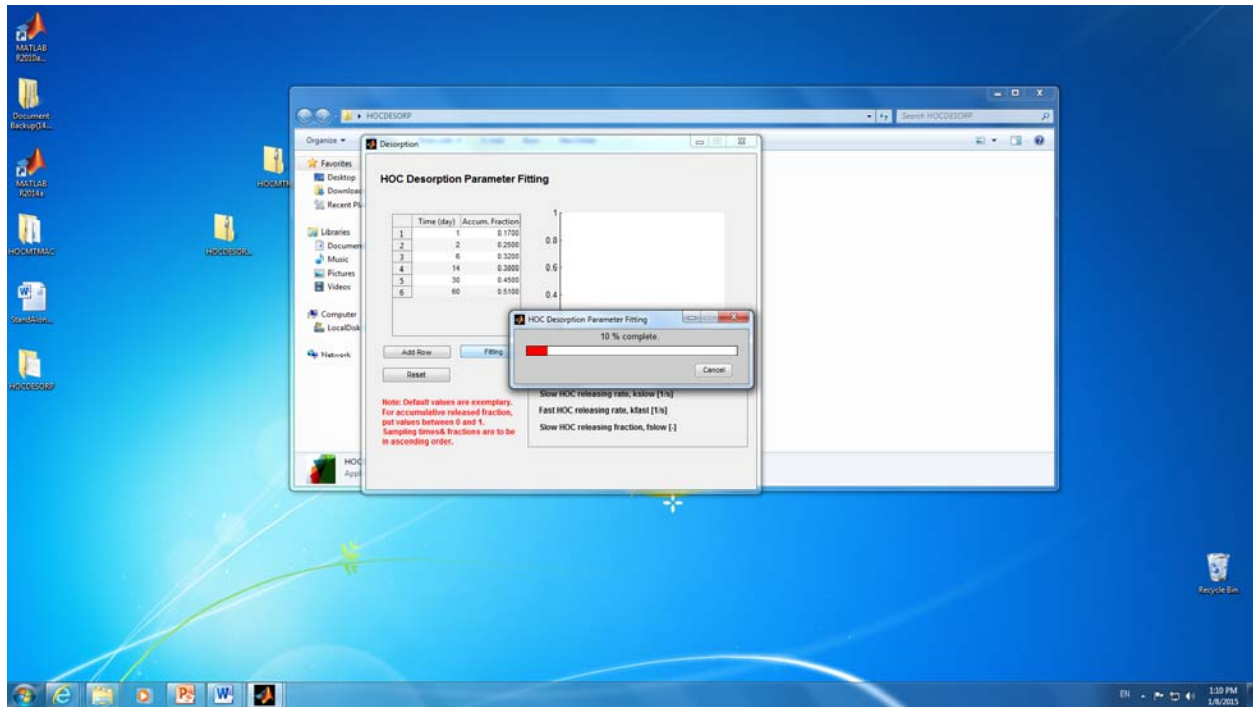 MATLAB
R2010a...
Document
Backup(14...
MATLAB
R2014a
HOCMTMAC
StandAlon...
HOCDESORP
HOCMTM
HOCDESOR...
HOCDESORP
Search HOCDESORP
Organize
Favorites
Desktop
Download
Recent Pl
Libraries
Document
Music
Pictures
Videos
Computer
LocalDisk
Network
HOC
Appl
Desorption
HOC Desorption Parameter Fitting
Time (day) Accum. Fraction
1 1 0.1700
2 2 0.2500
3 6 0.3200
4 14 0.3800
5 30 0.4500
6 60 0.5100
1
0.8
0.6
0.4
Add Row
Fitting
Reset
Note: Default values are exemplary.
For accumulative released fraction,
put values between 0 and 1.
Sampling times& fractions are to be
in ascending order.
HOC Desorption Parameter Fitting
10 % complete
Cancel
Slow HOC releasing rate, kslow [1/s]
Fast HOC releasing rate, kfast [1/s]
Slow HOC releasing fraction, fslow [-]
Recycle Bin
EN
1:10 PM
1/8/2015